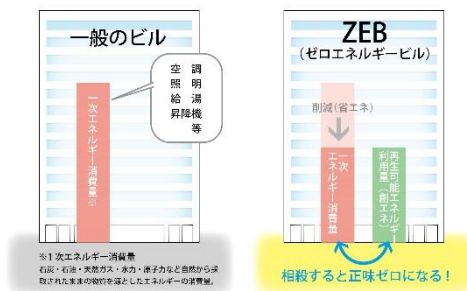 一般のビル
空調
照明
給湯
昇降機
等
一次エネルギー消費量※
※1次エネルギー消費量
石炭・石油・天然ガス・水力・原子力など自然から採
取されたままの物質を源としたエネルギーの消費量。
ZEB
(ゼロエネルギービル)
削減(省エネ)
一次
エネルギー消費量
再生可能エネルギー
利用量(創エネ)
相殺すると正味ゼロになる!